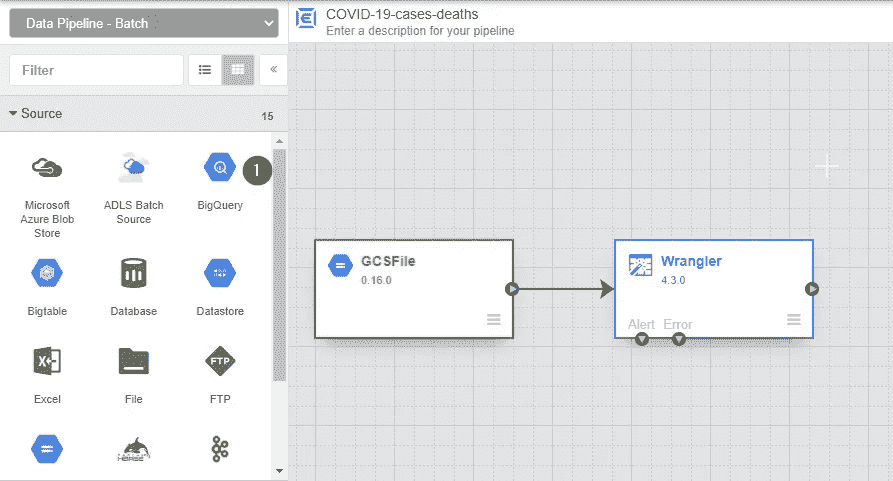 Data Pipeline - Batch
COVID-19-cases-deaths
Enter a description for your pipeline
Filter
«
Source
15
1
Microsoft
Azure Blob
Store
ADLS Batch
Source
BigQuery
Bigtable
Database
Datastore
FTP
Excel
File
FTP
GCSFile
0.16.0
Wrangler
4.3.0
Alert Error